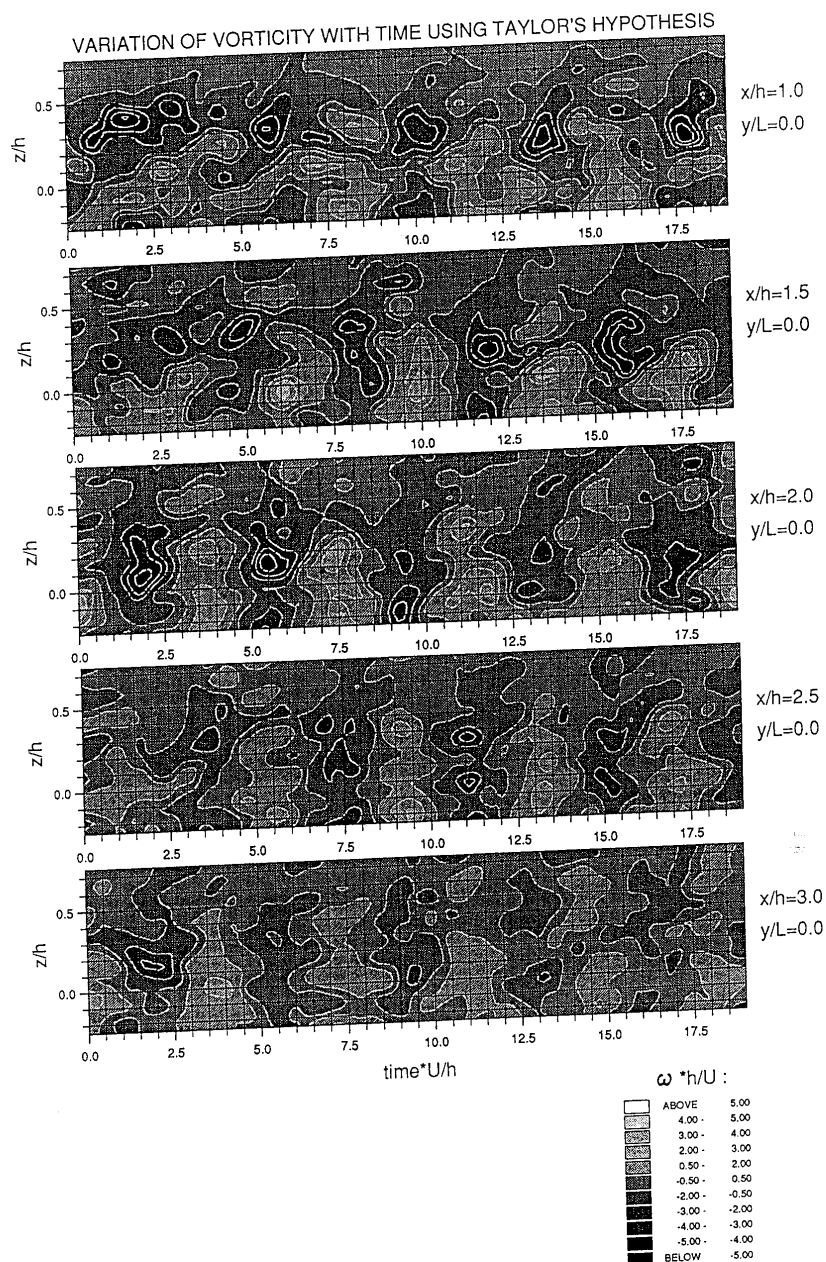 VARIATION OF VORTICITY WITH TIME USING TAYLOR'S HYPOTHESIS
x/h=1.0
y/L=0.0
z/h
0.5
0.0
0.0 2.5 5.0 7.5 10.0 12.5 15.0 17.5
x/h=1.5
y/L=0.0
z/h
0.5
0.0
0.0 2.5 5.0 7.5 10.0 12.5 15.0 17.5
x/h=2.0
y/L=0.0
z/h
0.5
0.0
0.0 2.5 5.0 7.5 10.0 12.5 15.0 17.5
x/h=2.5
y/L=0.0
z/h
0.5
0.0
0.0 2.5 5.0 7.5 10.0 12.5 15.0 17.5
x/h=3.0
y/L=0.0
z/h
0.5
0.0
0.0 2.5 5.0 7.5 10.0 12.5 15.0 17.5
time*U/h
ω *h/U :
ABOVE 5.00
4.00 - 5.00
3.00 - 4.00
2.00 - 3.00
0.50 - 2.00
-0.50 - 0.50
-2.00 - -0.50
-3.00 - -2.00
-4.00 - -3.00
-5.00 - -4.00
BELOW -5.00